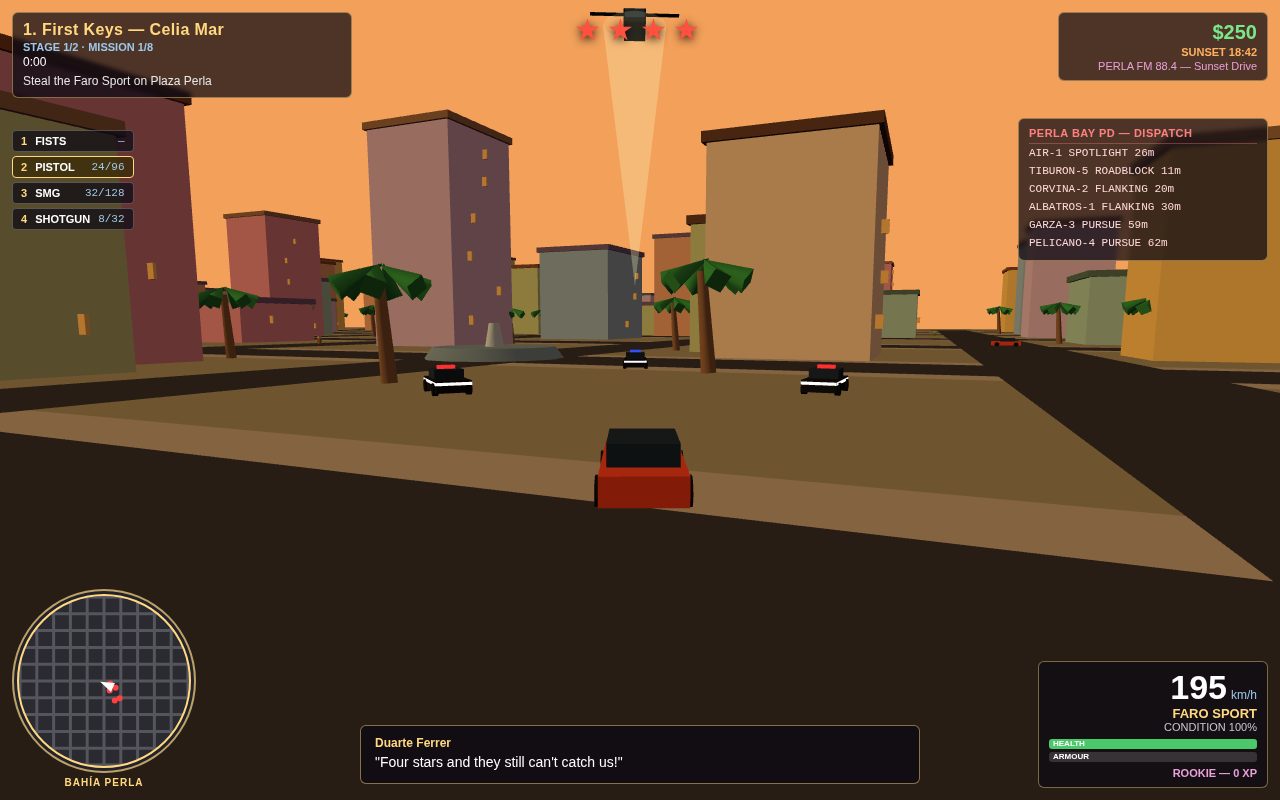 1. First Keys — Celia Mar
STAGE 1/2 · MISSION 1/8
0:00
Steal the Faro Sport on Plaza Perla
$250
SUNSET 18:42
PERLA FM 88.4 — Sunset Drive
1 FISTS —
2 PISTOL 24/96
3 SMG 32/128
4 SHOTGUN 8/32
PERLA BAY PD — DISPATCH
AIR-1 SPOTLIGHT 26m
TIBURON-5 ROADBLOCK 11m
CORVINA-2 FLANKING 20m
ALBATROS-1 FLANKING 30m
GARZA-3 PURSUE 59m
PELICANO-4 PURSUE 62m
BAHÍA PERLA
Duarte Ferrer
"Four stars and they still can't catch us!"
195 km/h
FARO SPORT
CONDITION 100%
HEALTH
ARMOUR
ROOKIE — 0 XP